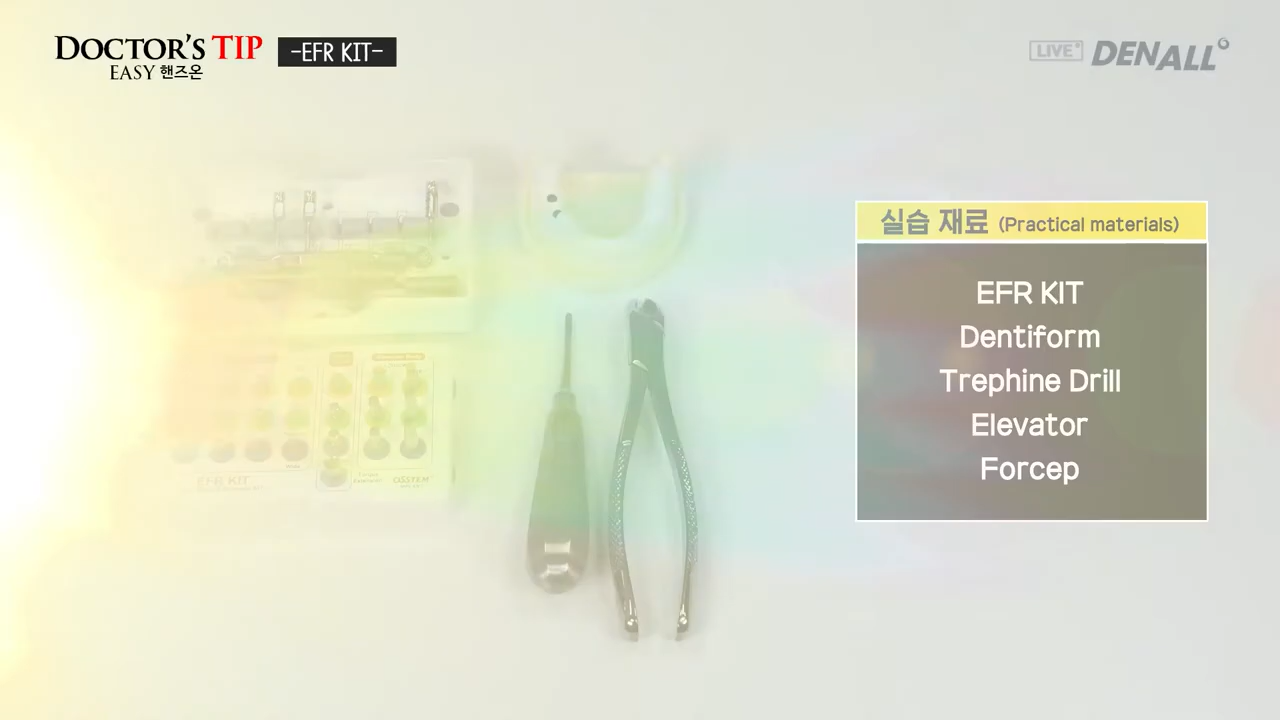 DOCTOR'S TIP
EASY 핸즈온
-EFR KIT-
LIVE
DENALL
실습 재료 (Practical materials)
EFR KIT
Dentiform
Trephine Drill
Elevator
Forcep
EFR KIT
OSSTEM